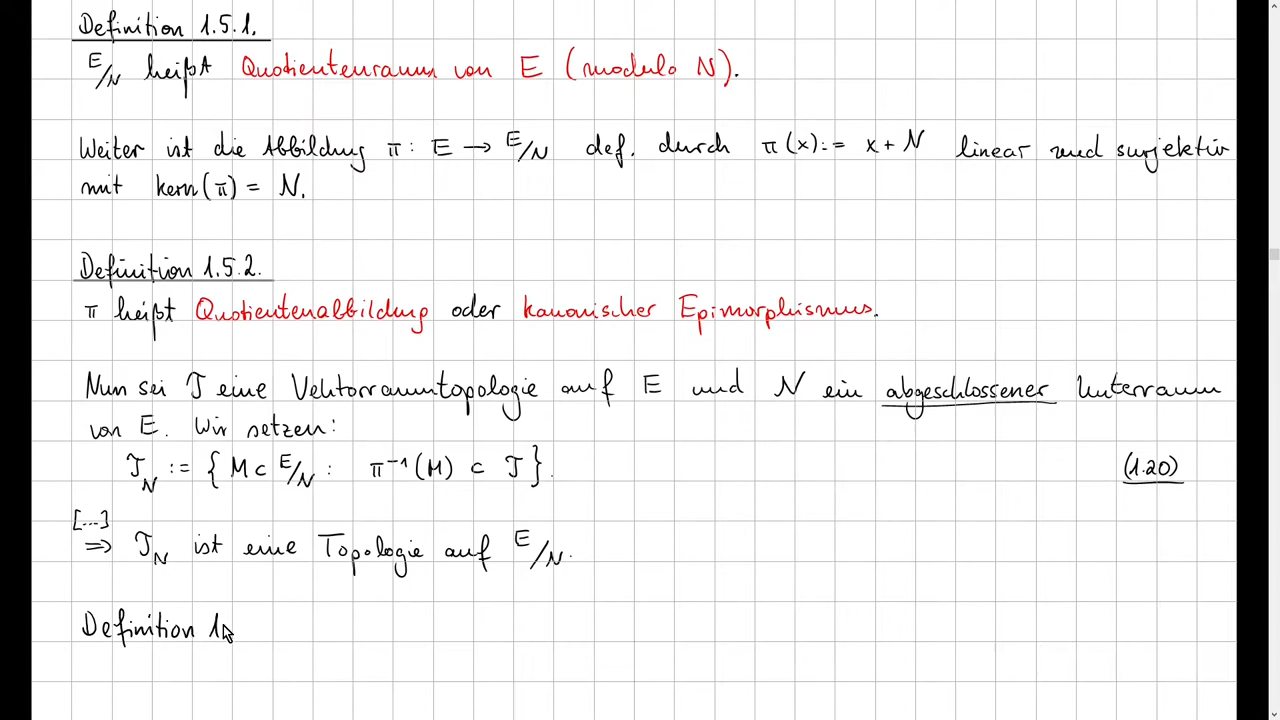 Definition 1.5.1.
E/N heißt Quotientenraum von E (modulo N).
Weiter ist die Abbildung π: E → E/N def. durch π(x):= x + N linear und surjektiv
mit kern(π) = N.
Definition 1.5.2.
π heißt Quotientenabbildung oder kanonischer Epimorphismus.
Nun sei T eine Vektorraumtopologie auf E und N ein abgeschlossener Unterraum
von E. Wir setzen:
T_N := { M ⊂ E/N : π⁻¹(M) ⊂ T }. (1.20)
[...]
⇒ T_N ist eine Topologie auf E/N.
Definition 1